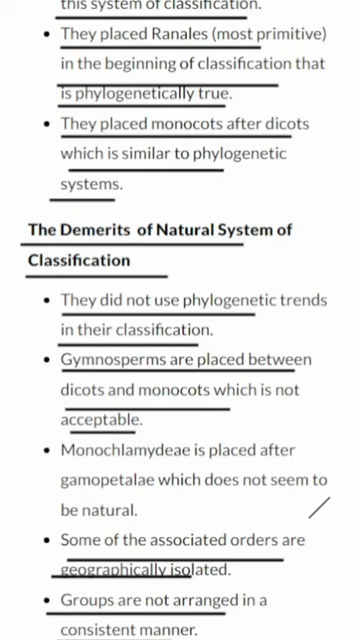 this system of classification.
• They placed Ranales (most primitive)
in the beginning of classification that
is phylogenetically true.
• They placed monocots after dicots
which is similar to phylogenetic
systems.
The Demerits of Natural System of
Classification
• They did not use phylogenetic trends
in their classification.
• Gymnosperms are placed between
dicots and monocots which is not
acceptable.
• Monochlamydeae is placed after
gamopetalae which does not seem to
be natural.
• Some of the associated orders are
geographically isolated.
• Groups are not arranged in a
consistent manner.